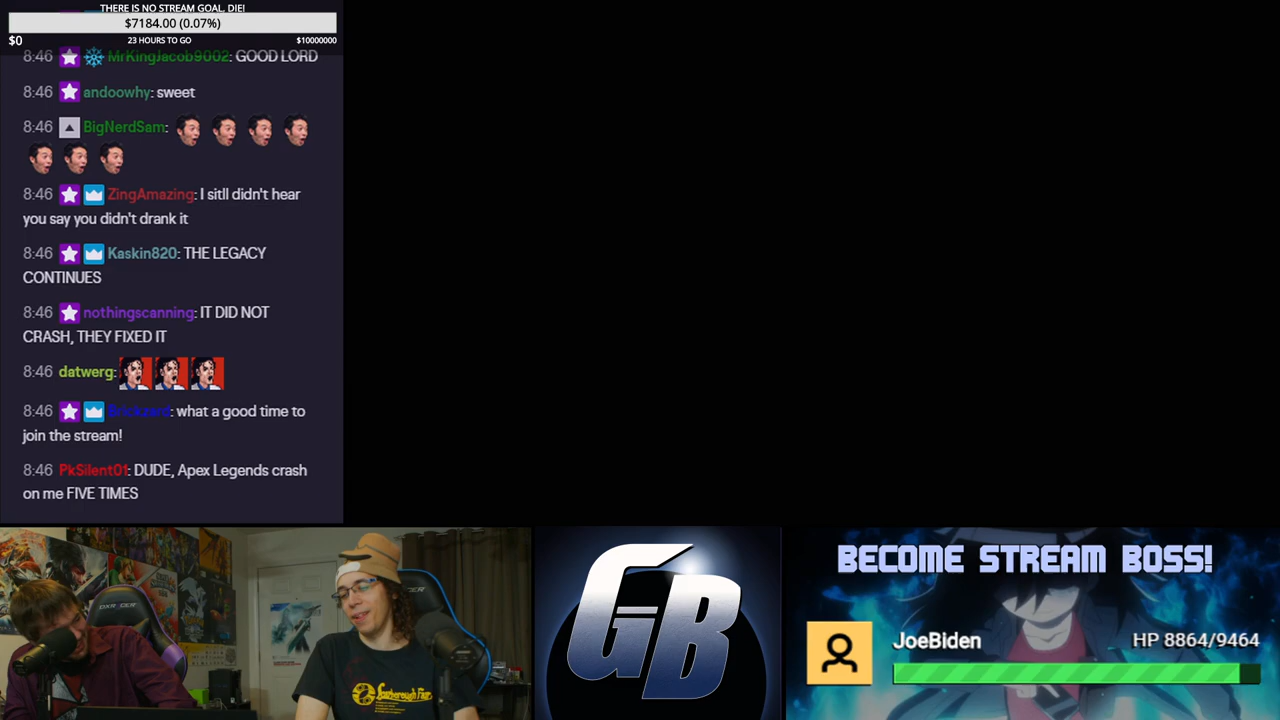 THERE IS NO STREAM GOAL, DIE!
$7184.00 (0.07%)
$0 23 HOURS TO GO $10000000
8:46 MrKingJacob9002: GOOD LORD
8:46 andoowhy: sweet
8:46 BigNerdSam:
8:46 ZingAmazing: I sitll didn't hear
you say you didn't drank it
8:46 Kaskin820: THE LEGACY
CONTINUES
8:46 nothingscanning: IT DID NOT
CRASH, THEY FIXED IT
8:46 datwerg:
8:46 : what a good time to
join the stream!
8:46 PkSilent01: DUDE, Apex Legends crash
on me FIVE TIMES
DXRACER
Scarborough Fair
GB
BECOME STREAM BOSS!
JoeBiden HP 8864/9464